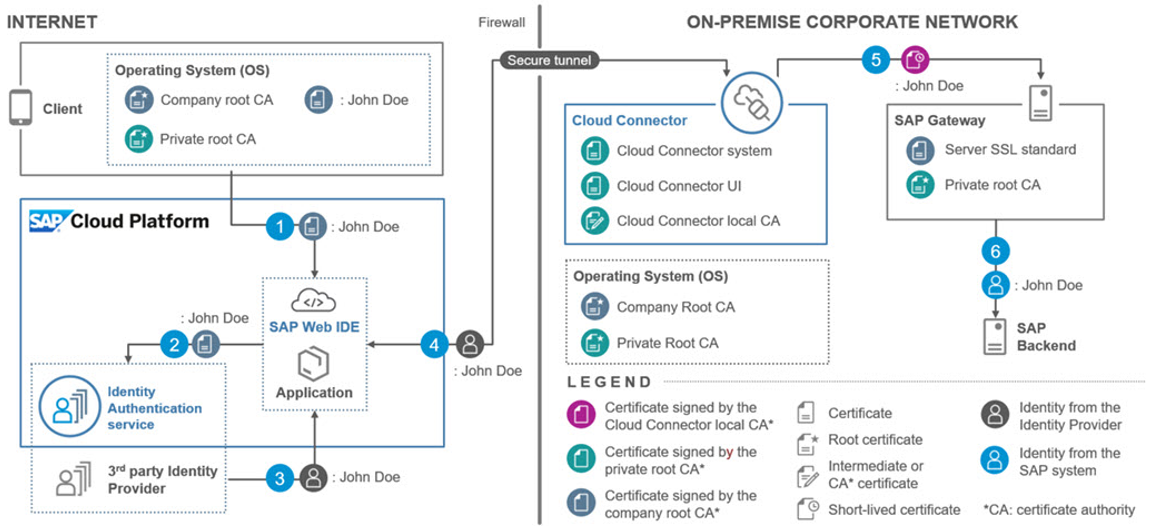 INTERNET
Firewall
ON-PREMISE CORPORATE NETWORK
Operating System (OS)
Company root CA
: John Doe
Private root CA
Client
SAP Cloud Platform
1
: John Doe
SAP Web IDE
Application
: John Doe
2
Identity
Authentication
service
3rd party Identity
Provider
3
: John Doe
4
: John Doe
Secure tunnel
Cloud Connector
Cloud Connector system
Cloud Connector UI
Cloud Connector local CA
Operating System (OS)
Company Root CA
Private Root CA
5
: John Doe
SAP Gateway
Server SSL standard
Private root CA
6
: John Doe
SAP
Backend
LEGEND
Certificate signed by the
Cloud Connector local CA*
Certificate signed by the
private root CA*
Certificate signed by the
company root CA*
Certificate
Root certificate
Intermediate or
CA* certificate
Short-lived certificate
Identity from the
Identity Provider
Identity from the
SAP system
*CA: certificate authority